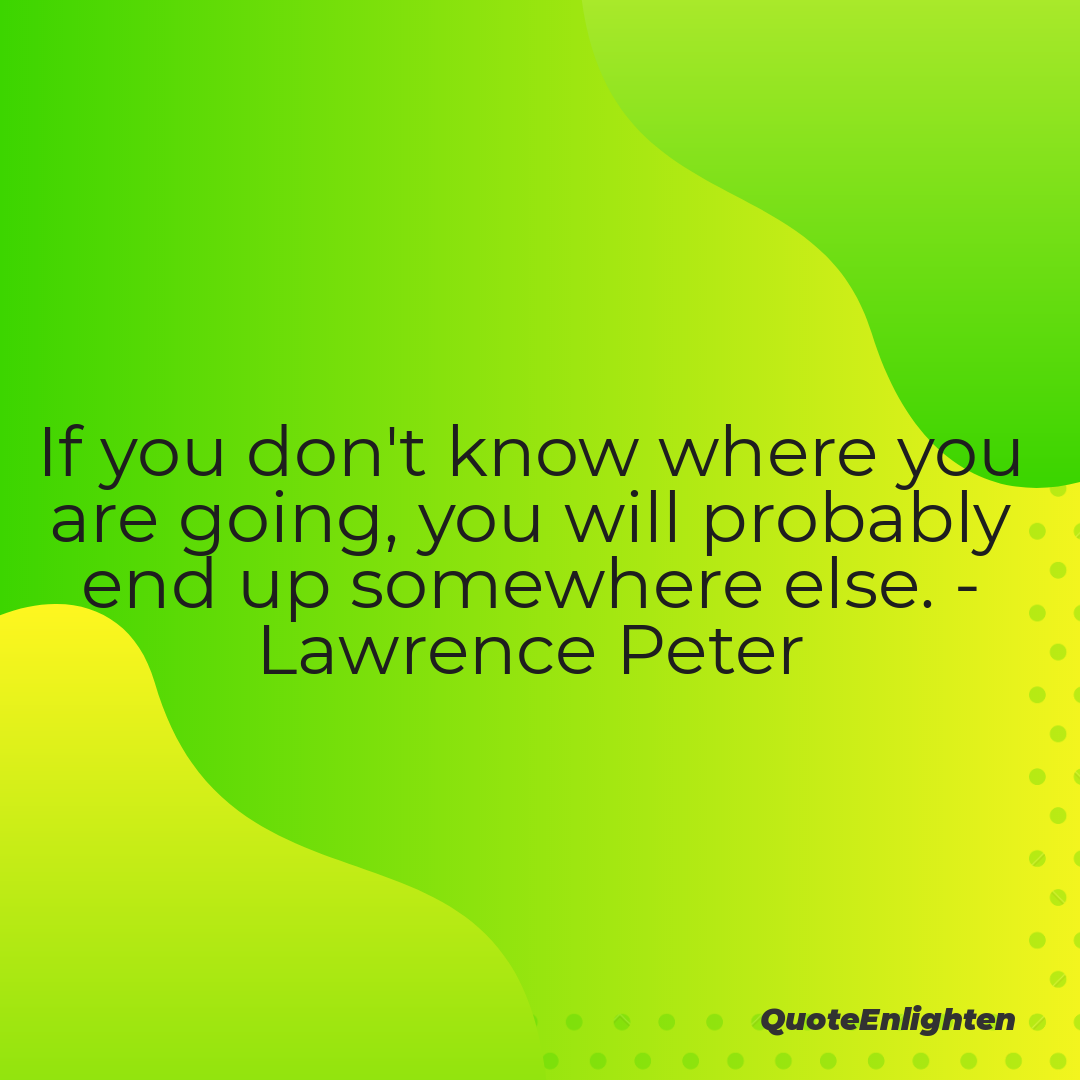 If you don't know where you
are going, you will probably
end up somewhere else. -
Lawrence Peter
QuoteEnlighten